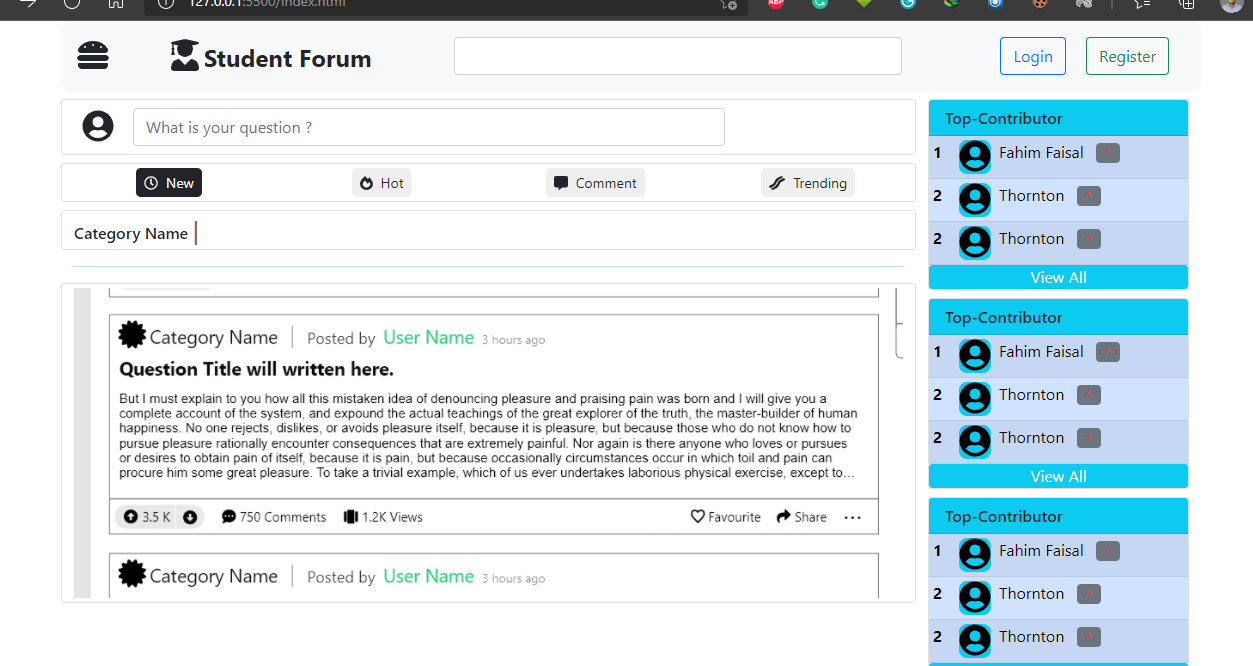 127.0.0.1:5500/index.html
ABP
Student Forum
Login
Register
What is your question ?
New
Hot
Comment
Trending
Category Name
Category Name
Posted by User Name 3 hours ago
Question Title will written here.
But I must explain to you how all this mistaken idea of denouncing pleasure and praising pain was born and I will give you a
complete account of the system, and expound the actual teachings of the great explorer of the truth, the master-builder of human
happiness. No one rejects, dislikes, or avoids pleasure itself, because it is pleasure, but because those who do not know how to
pursue pleasure rationally encounter consequences that are extremely painful. Nor again is there anyone who loves or pursues
or desires to obtain pain of itself, because it is pain, but because occasionally circumstances occur in which toil and pain can
procure him some great pleasure. To take a trivial example, which of us ever undertakes laborious physical exercise, except to...
3.5 K
750 Comments
1.2K Views
Favourite
Share
Category Name
Posted by User Name 3 hours ago
Top-Contributor
1 Fahim Faisal
2 Thornton
2 Thornton
View All
Top-Contributor
1 Fahim Faisal
2 Thornton
2 Thornton
View All
Top-Contributor
1 Fahim Faisal
2 Thornton
2 Thornton